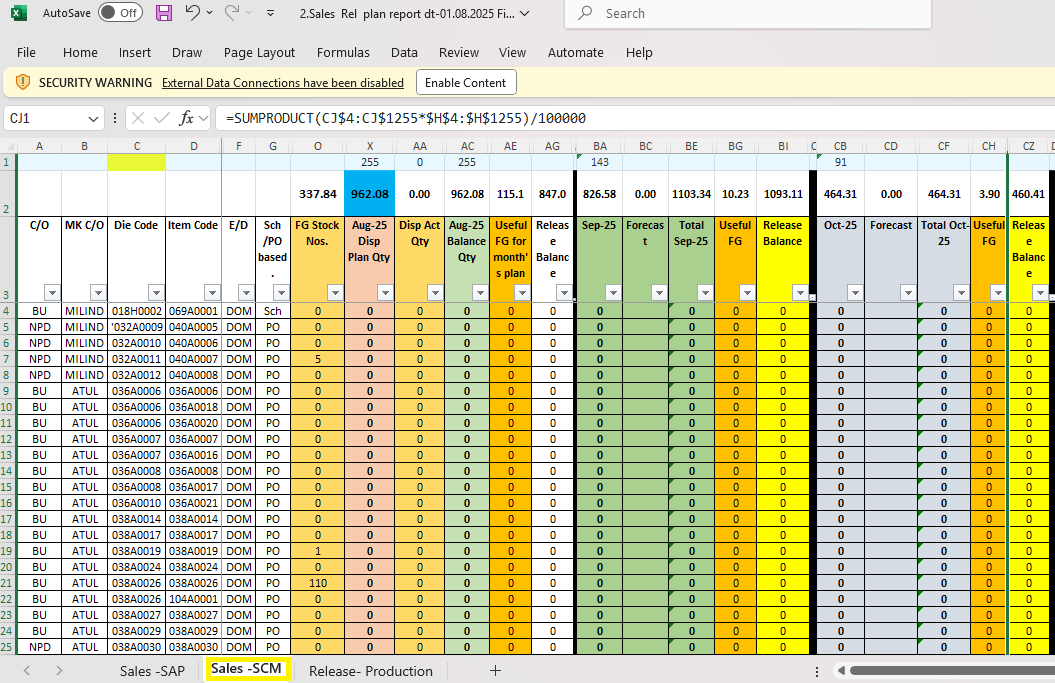 AutoSave Off 2.Sales Rel plan report dt-01.08.2025 Fi... Search
File Home Insert Draw Page Layout Formulas Data Review View Automate Help
SECURITY WARNING External Data Connections have been disabled Enable Content
CJ1 fx =SUMPRODUCT(CJ$4:CJ$1255*$H$4:$H$1255)/100000
A B C D F G O X AA AC AE AG BA BC BE BG BI C CB CD CF CH CZ
1 255 0 255 143 91
2 337.84 962.08 0.00 962.08 115.1 847.0 826.58 0.00 1103.34 10.23 1093.11 464.31 0.00 464.31 3.90 460.41
3 C/O MK C/O Die Code Item Code E/D Sch /PO based . FG Stock Nos. Aug-25 Disp Plan Qty Disp Act Qty Aug-25 Balance Qty Useful FG for month' s plan Releas e Balanc e Sep-25 Forecas t Total Sep-25 Useful FG Release Balance Oct-25 Forecast Total Oct-25 Useful FG Releas e Balanc e
4 BU MILIND 018H0002 069A0001 DOM Sch 0 0 0 0 0 0 0 0 0 0 0 0 0 0
5 NPD MILIND '032A0009 040A0005 DOM PO 0 0 0 0 0 0 0 0 0 0 0 0 0 0
6 NPD MILIND 032A0010 040A0006 DOM PO 0 0 0 0 0 0 0 0 0 0 0 0 0 0
7 NPD MILIND 032A0011 040A0007 DOM PO 5 0 0 0 0 0 0 0 0 0 0 0 0 0
8 NPD MILIND 032A0012 040A0008 DOM PO 0 0 0 0 0 0 0 0 0 0 0 0 0 0
9 BU ATUL 036A0006 036A0006 DOM PO 0 0 0 0 0 0 0 0 0 0 0 0 0 0
10 BU ATUL 036A0006 036A0018 DOM PO 0 0 0 0 0 0 0 0 0 0 0 0 0 0
11 BU ATUL 036A0006 036A0020 DOM PO 0 0 0 0 0 0 0 0 0 0 0 0 0 0
12 BU ATUL 036A0007 036A0007 DOM PO 0 0 0 0 0 0 0 0 0 0 0 0 0 0
13 BU ATUL 036A0007 036A0016 DOM PO 0 0 0 0 0 0 0 0 0 0 0 0 0 0
14 BU ATUL 036A0008 036A0008 DOM PO 0 0 0 0 0 0 0 0 0 0 0 0 0 0
15 BU ATUL 036A0008 036A0017 DOM PO 0 0 0 0 0 0 0 0 0 0 0 0 0 0
16 BU ATUL 036A0010 036A0021 DOM PO 0 0 0 0 0 0 0 0 0 0 0 0 0 0
17 BU ATUL 038A0014 038A0014 DOM PO 0 0 0 0 0 0 0 0 0 0 0 0 0 0
18 BU ATUL 038A0017 038A0017 DOM PO 0 0 0 0 0 0 0 0 0 0 0 0 0 0
19 BU ATUL 038A0019 038A0019 DOM PO 1 0 0 0 0 0 0 0 0 0 0 0 0 0
20 BU ATUL 038A0024 038A0024 DOM PO 0 0 0 0 0 0 0 0 0 0 0 0 0 0
21 BU ATUL 038A0026 038A0026 DOM PO 110 0 0 0 0 0 0 0 0 0 0 0 0 0
22 BU ATUL 038A0026 104A0001 DOM PO 0 0 0 0 0 0 0 0 0 0 0 0 0 0
23 BU ATUL 038A0027 038A0027 DOM PO 0 0 0 0 0 0 0 0 0 0 0 0 0 0
24 BU ATUL 038A0029 038A0029 DOM PO 0 0 0 0 0 0 0 0 0 0 0 0 0 0
25 NPD ATUL 038A0030 038A0030 DOM PO 0 0 0 0 0 0 0 0 0 0 0 0 0 0
Sales -SAP Sales -SCM Release- Production